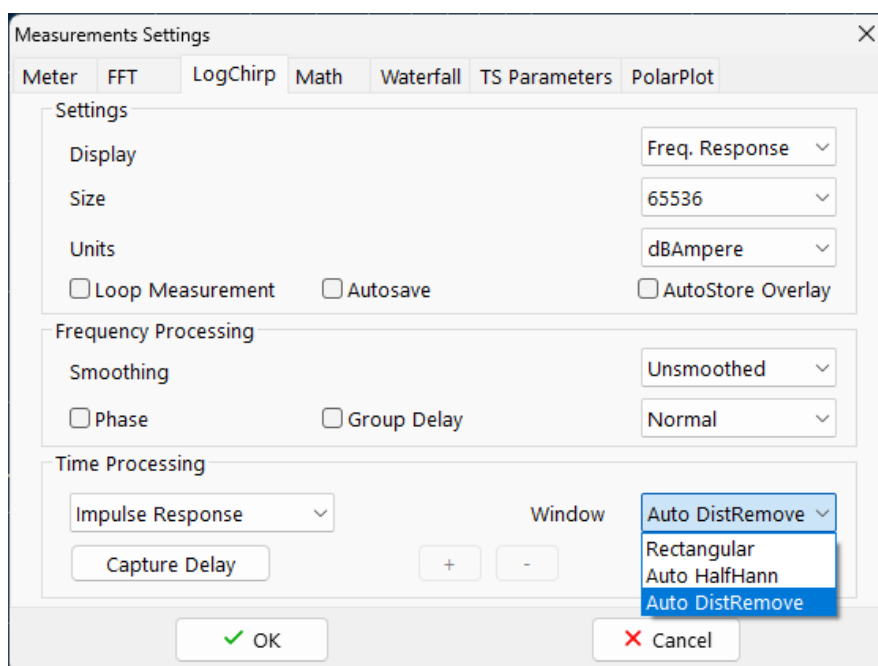 Measurements Settings
Meter FFT LogChirp Math Waterfall TS Parameters PolarPlot
Settings
Display Freq. Response
Size 65536
Units dBAmpere
Loop Measurement Autosave AutoStore Overlay
Frequency Processing
Smoothing Unsmoothed
Phase Group Delay Normal
Time Processing
Impulse Response Window Auto DistRemove
Rectangular
Capture Delay + - Auto HalfHann
Auto DistRemove
OK Cancel